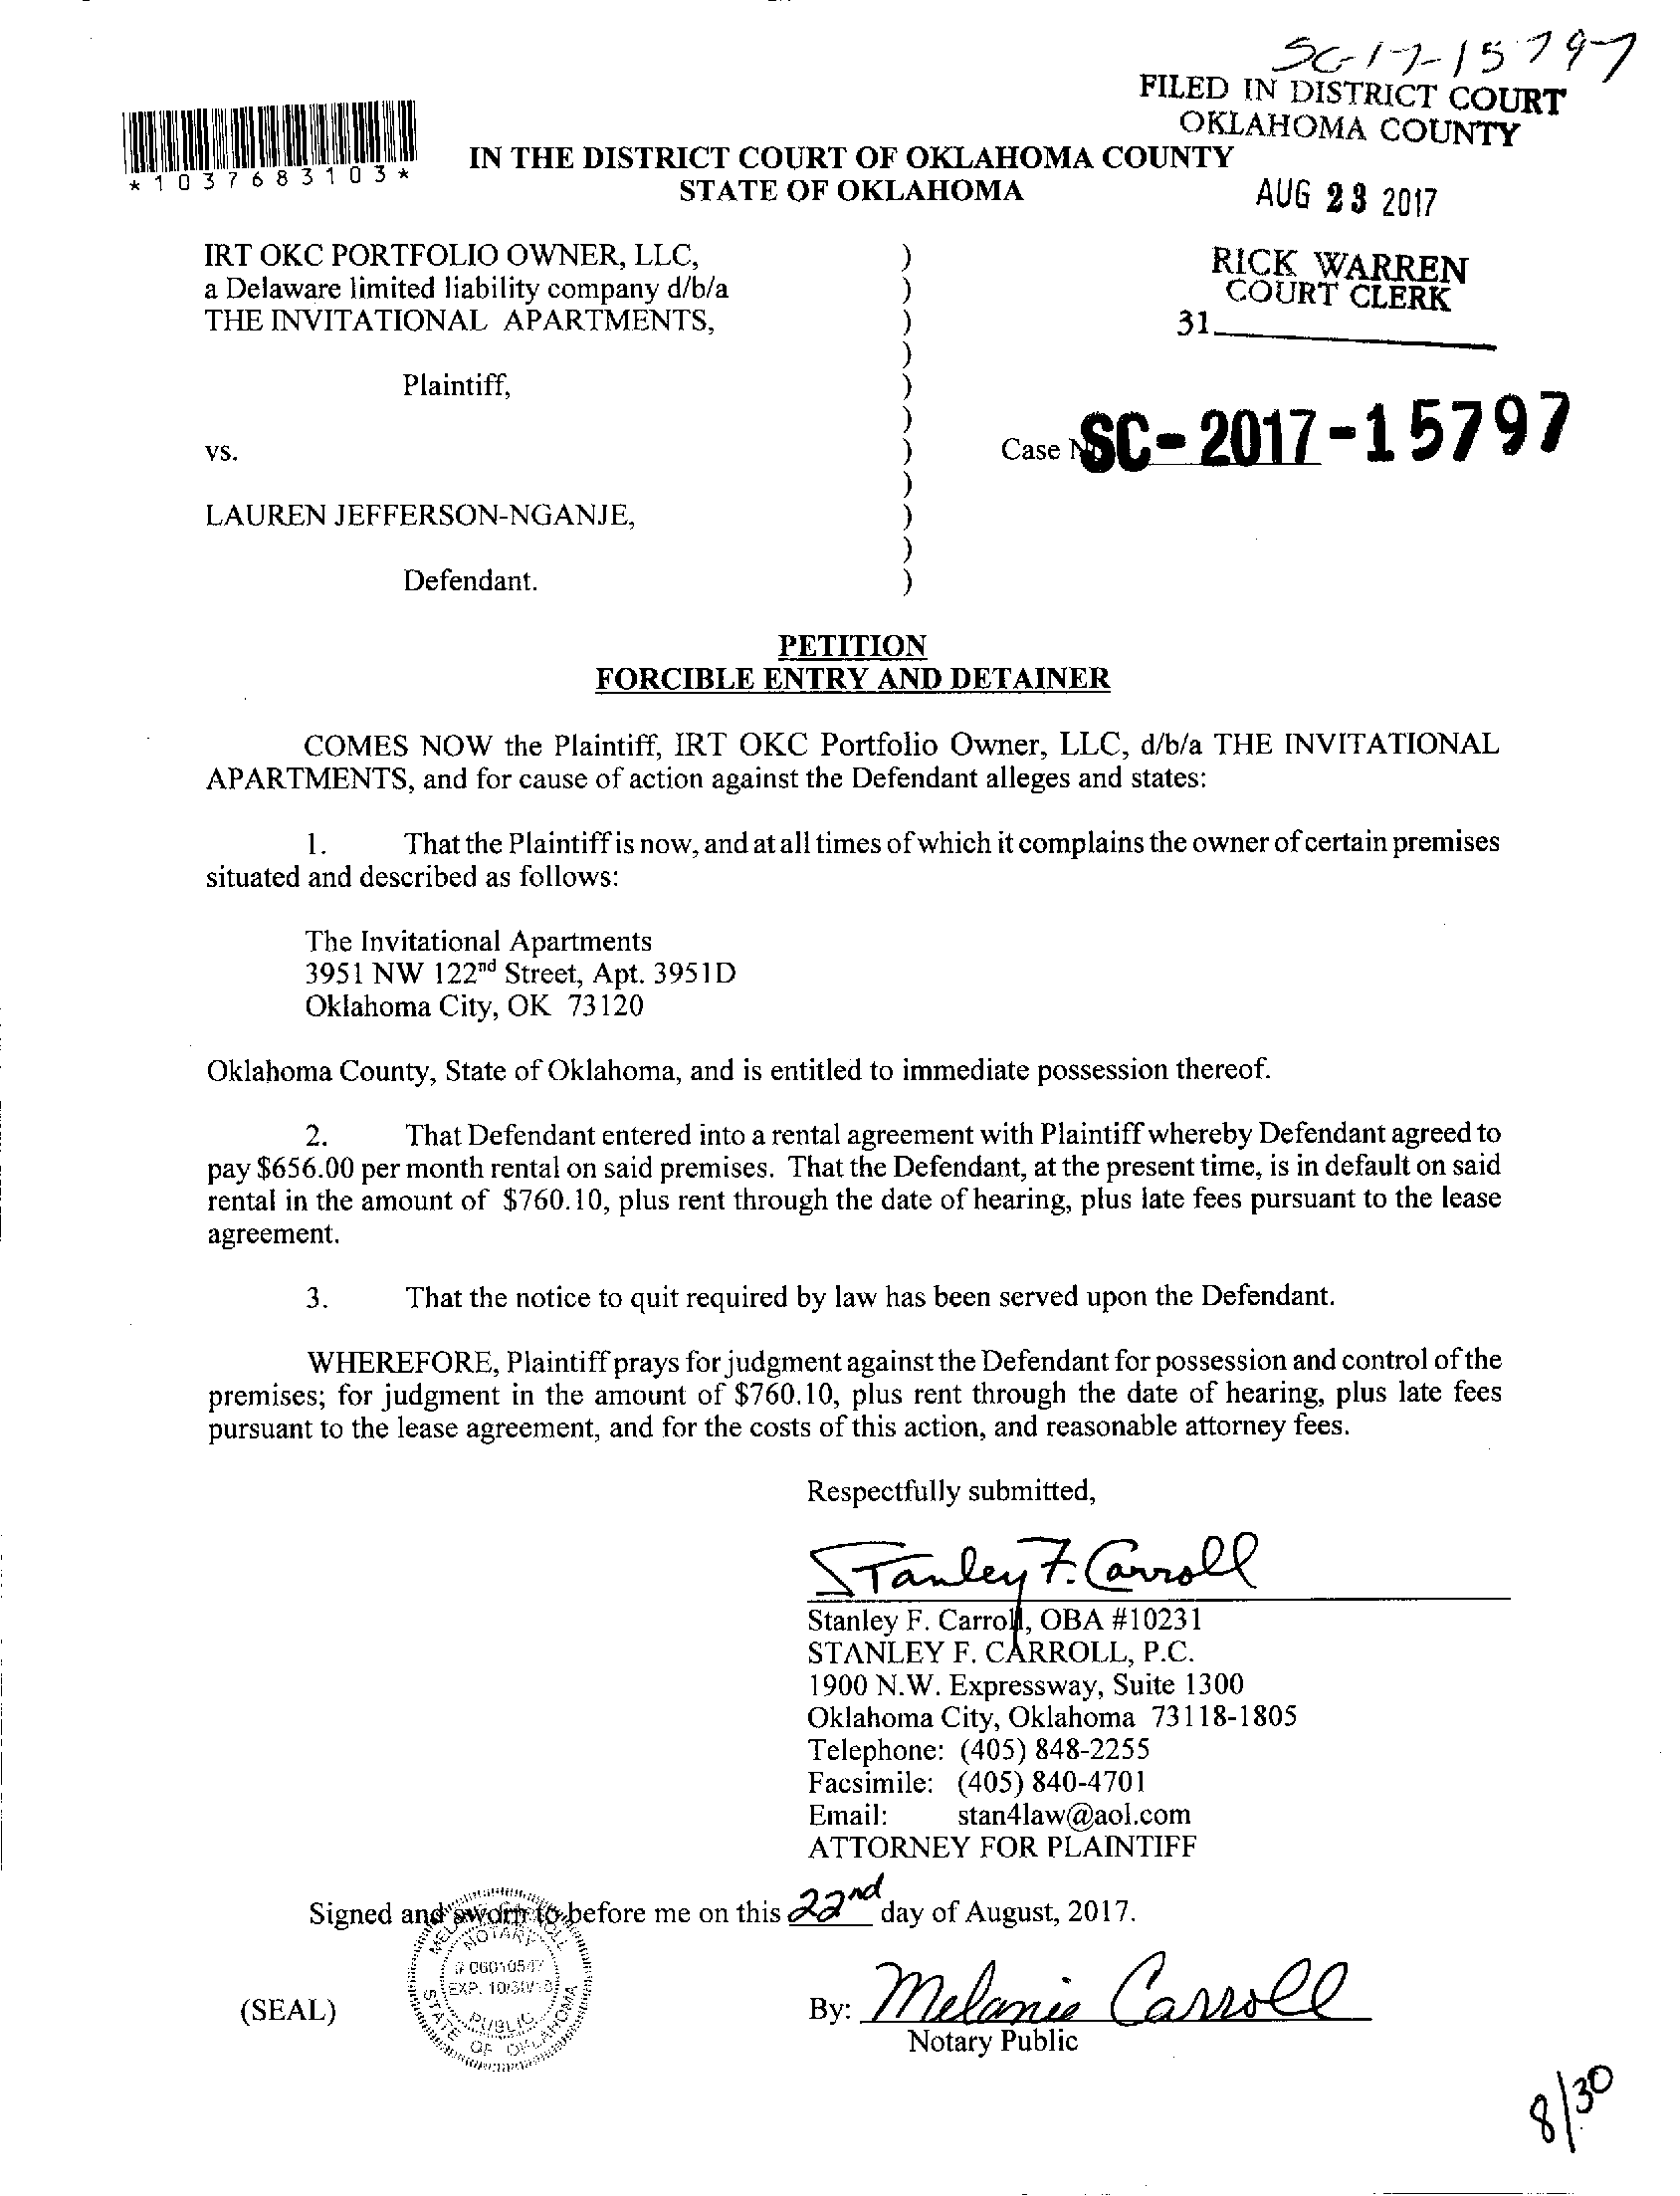 SC-17-15797
FILED IN DISTRICT COURT
OKLAHOMA COUNTY
*1037683103*
IN THE DISTRICT COURT OF OKLAHOMA COUNTY
STATE OF OKLAHOMA
AUG 23 2017
IRT OKC PORTFOLIO OWNER, LLC, )
a Delaware limited liability company d/b/a )
THE INVITATIONAL APARTMENTS, )
RICK WARREN
COURT CLERK
31
)
Plaintiff, )
)
vs. ) Case SC-2017-15797
)
LAUREN JEFFERSON-NGANJE, )
)
Defendant. )
PETITION
FORCIBLE ENTRY AND DETAINER
COMES NOW the Plaintiff, IRT OKC Portfolio Owner, LLC, d/b/a THE INVITATIONAL
APARTMENTS, and for cause of action against the Defendant alleges and states:
1. That the Plaintiff is now, and at all times of which it complains the owner of certain premises
situated and described as follows:
The Invitational Apartments
3951 NW 122nd Street, Apt. 3951D
Oklahoma City, OK 73120
Oklahoma County, State of Oklahoma, and is entitled to immediate possession thereof.
2. That Defendant entered into a rental agreement with Plaintiff whereby Defendant agreed to
pay $656.00 per month rental on said premises. That the Defendant, at the present time, is in default on said
rental in the amount of $760.10, plus rent through the date of hearing, plus late fees pursuant to the lease
agreement.
3. That the notice to quit required by law has been served upon the Defendant.
WHEREFORE, Plaintiff prays for judgment against the Defendant for possession and control of the
premises; for judgment in the amount of $760.10, plus rent through the date of hearing, plus late fees
pursuant to the lease agreement, and for the costs of this action, and reasonable attorney fees.
Respectfully submitted,
Stanley F. Carroll
Stanley F. Carroll, OBA #10231
STANLEY F. CARROLL, P.C.
1900 N.W. Expressway, Suite 1300
Oklahoma City, Oklahoma 73118-1805
Telephone: (405) 848-2255
Facsimile: (405) 840-4701
Email: stan4law@aol.com
ATTORNEY FOR PLAINTIFF
Signed and sworn to before me on this 22nd day of August, 2017.
NOTARY
# 06010547
EXP.
PUBLIC
STATE OF OKLAHOMA
(SEAL)
By: Melanie Carroll
Notary Public
8/30